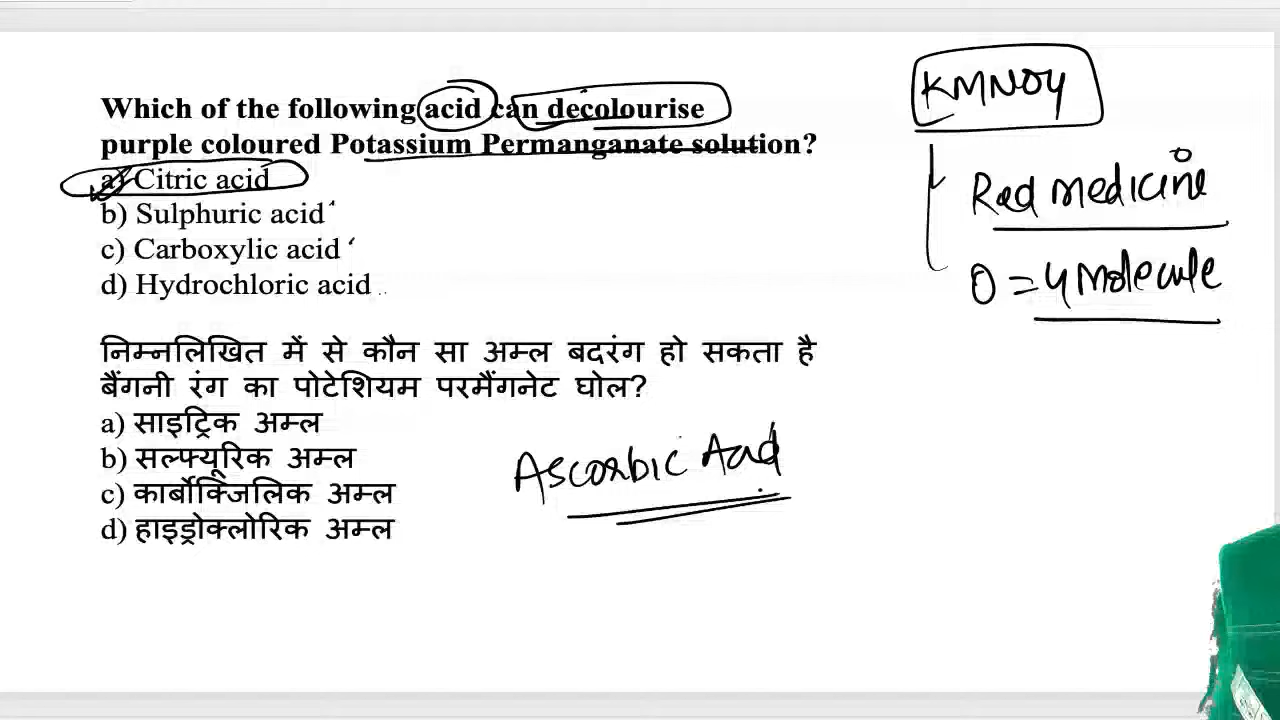 Which of the following acid can decolourise
purple coloured Potassium Permanganate solution?
a) Citric acid
b) Sulphuric acid
c) Carboxylic acid
d) Hydrochloric acid
निम्नलिखित में से कौन सा अम्ल बदरंग हो सकता है
बैंगनी रंग का पोटेशियम परमैंगनेट घोल?
a) साइट्रिक अम्ल
b) सल्फ्यूरिक अम्ल
c) कार्बोक्जिलिक अम्ल
d) हाइड्रोक्लोरिक अम्ल
Ascorbic Acid
KMNO4
Red medicine
O = 4 Molecule